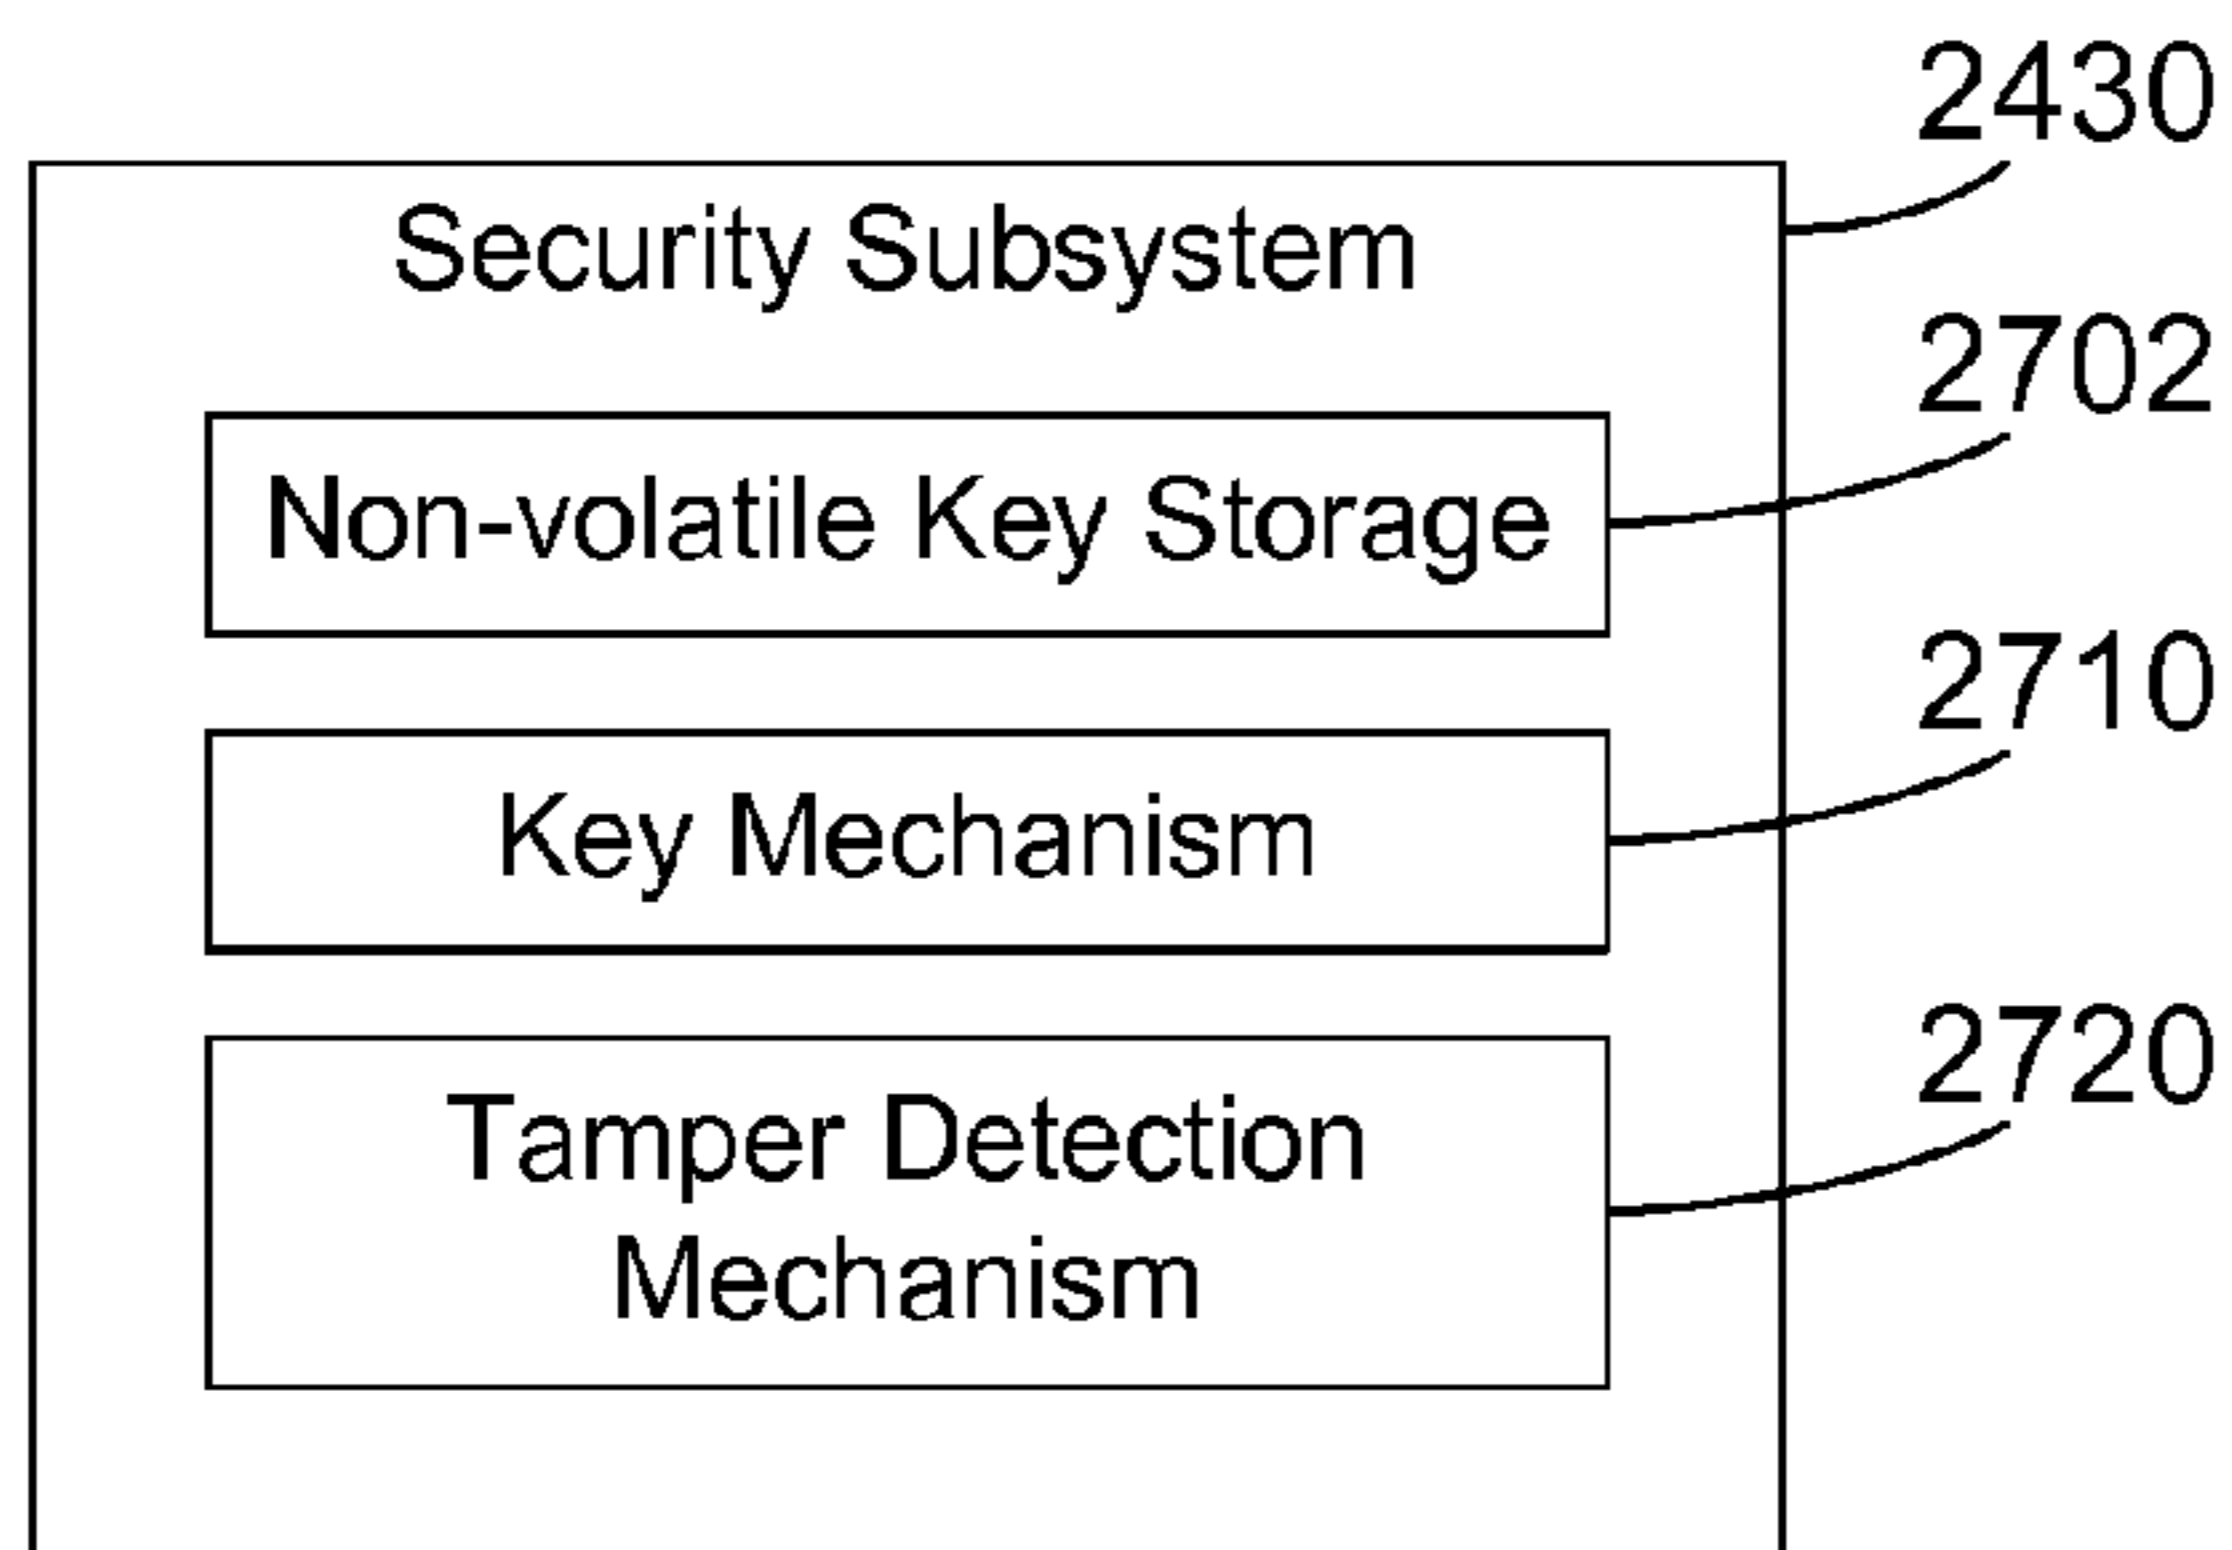 2430
Security Subsystem
2702
Non-volatile Key Storage
2710
Key Mechanism
2720
Tamper Detection
Mechanism